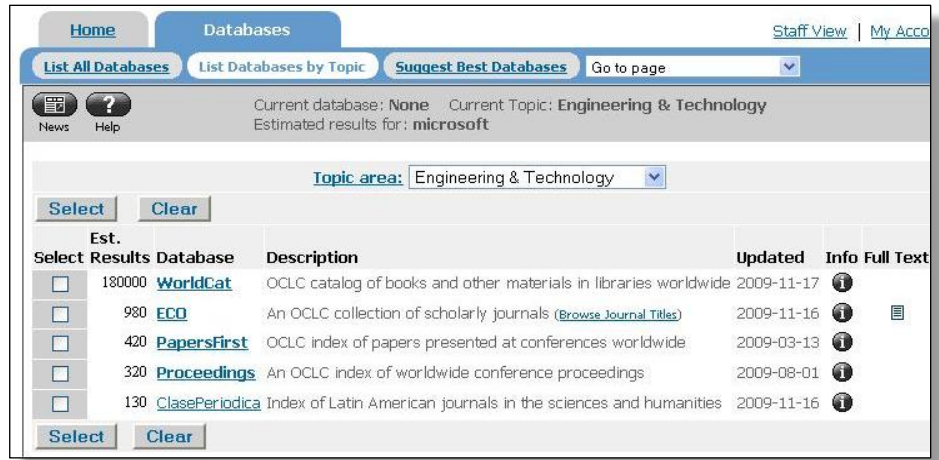 Home Databases Staff View | My Acco
List All Databases List Databases by Topic Suggest Best Databases Go to page
News Help Current database: None Current Topic: Engineering & Technology
Estimated results for: microsoft
Topic area: Engineering & Technology
Select Clear
Est.
Select Results Database Description Updated Info Full Text
180000 WorldCat OCLC catalog of books and other materials in libraries worldwide 2009-11-17
980 ECO An OCLC collection of scholarly journals (Browse Journal Titles) 2009-11-16
420 PapersFirst OCLC index of papers presented at conferences worldwide 2009-03-13
320 Proceedings An OCLC index of worldwide conference proceedings 2009-08-01
130 ClasePeriodica Index of Latin American journals in the sciences and humanities 2009-11-16
Select Clear